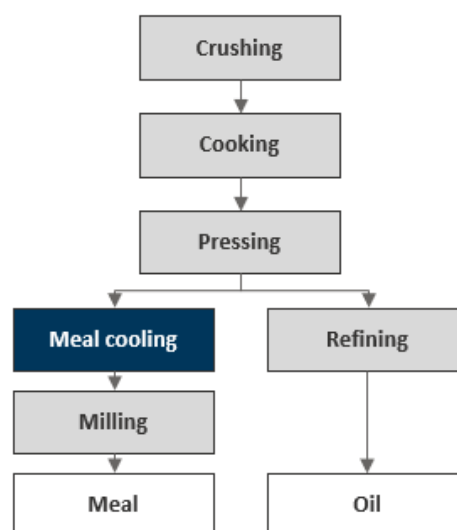 Crushing
Cooking
Pressing
Meal cooling
Refining
Milling
Meal
Oil